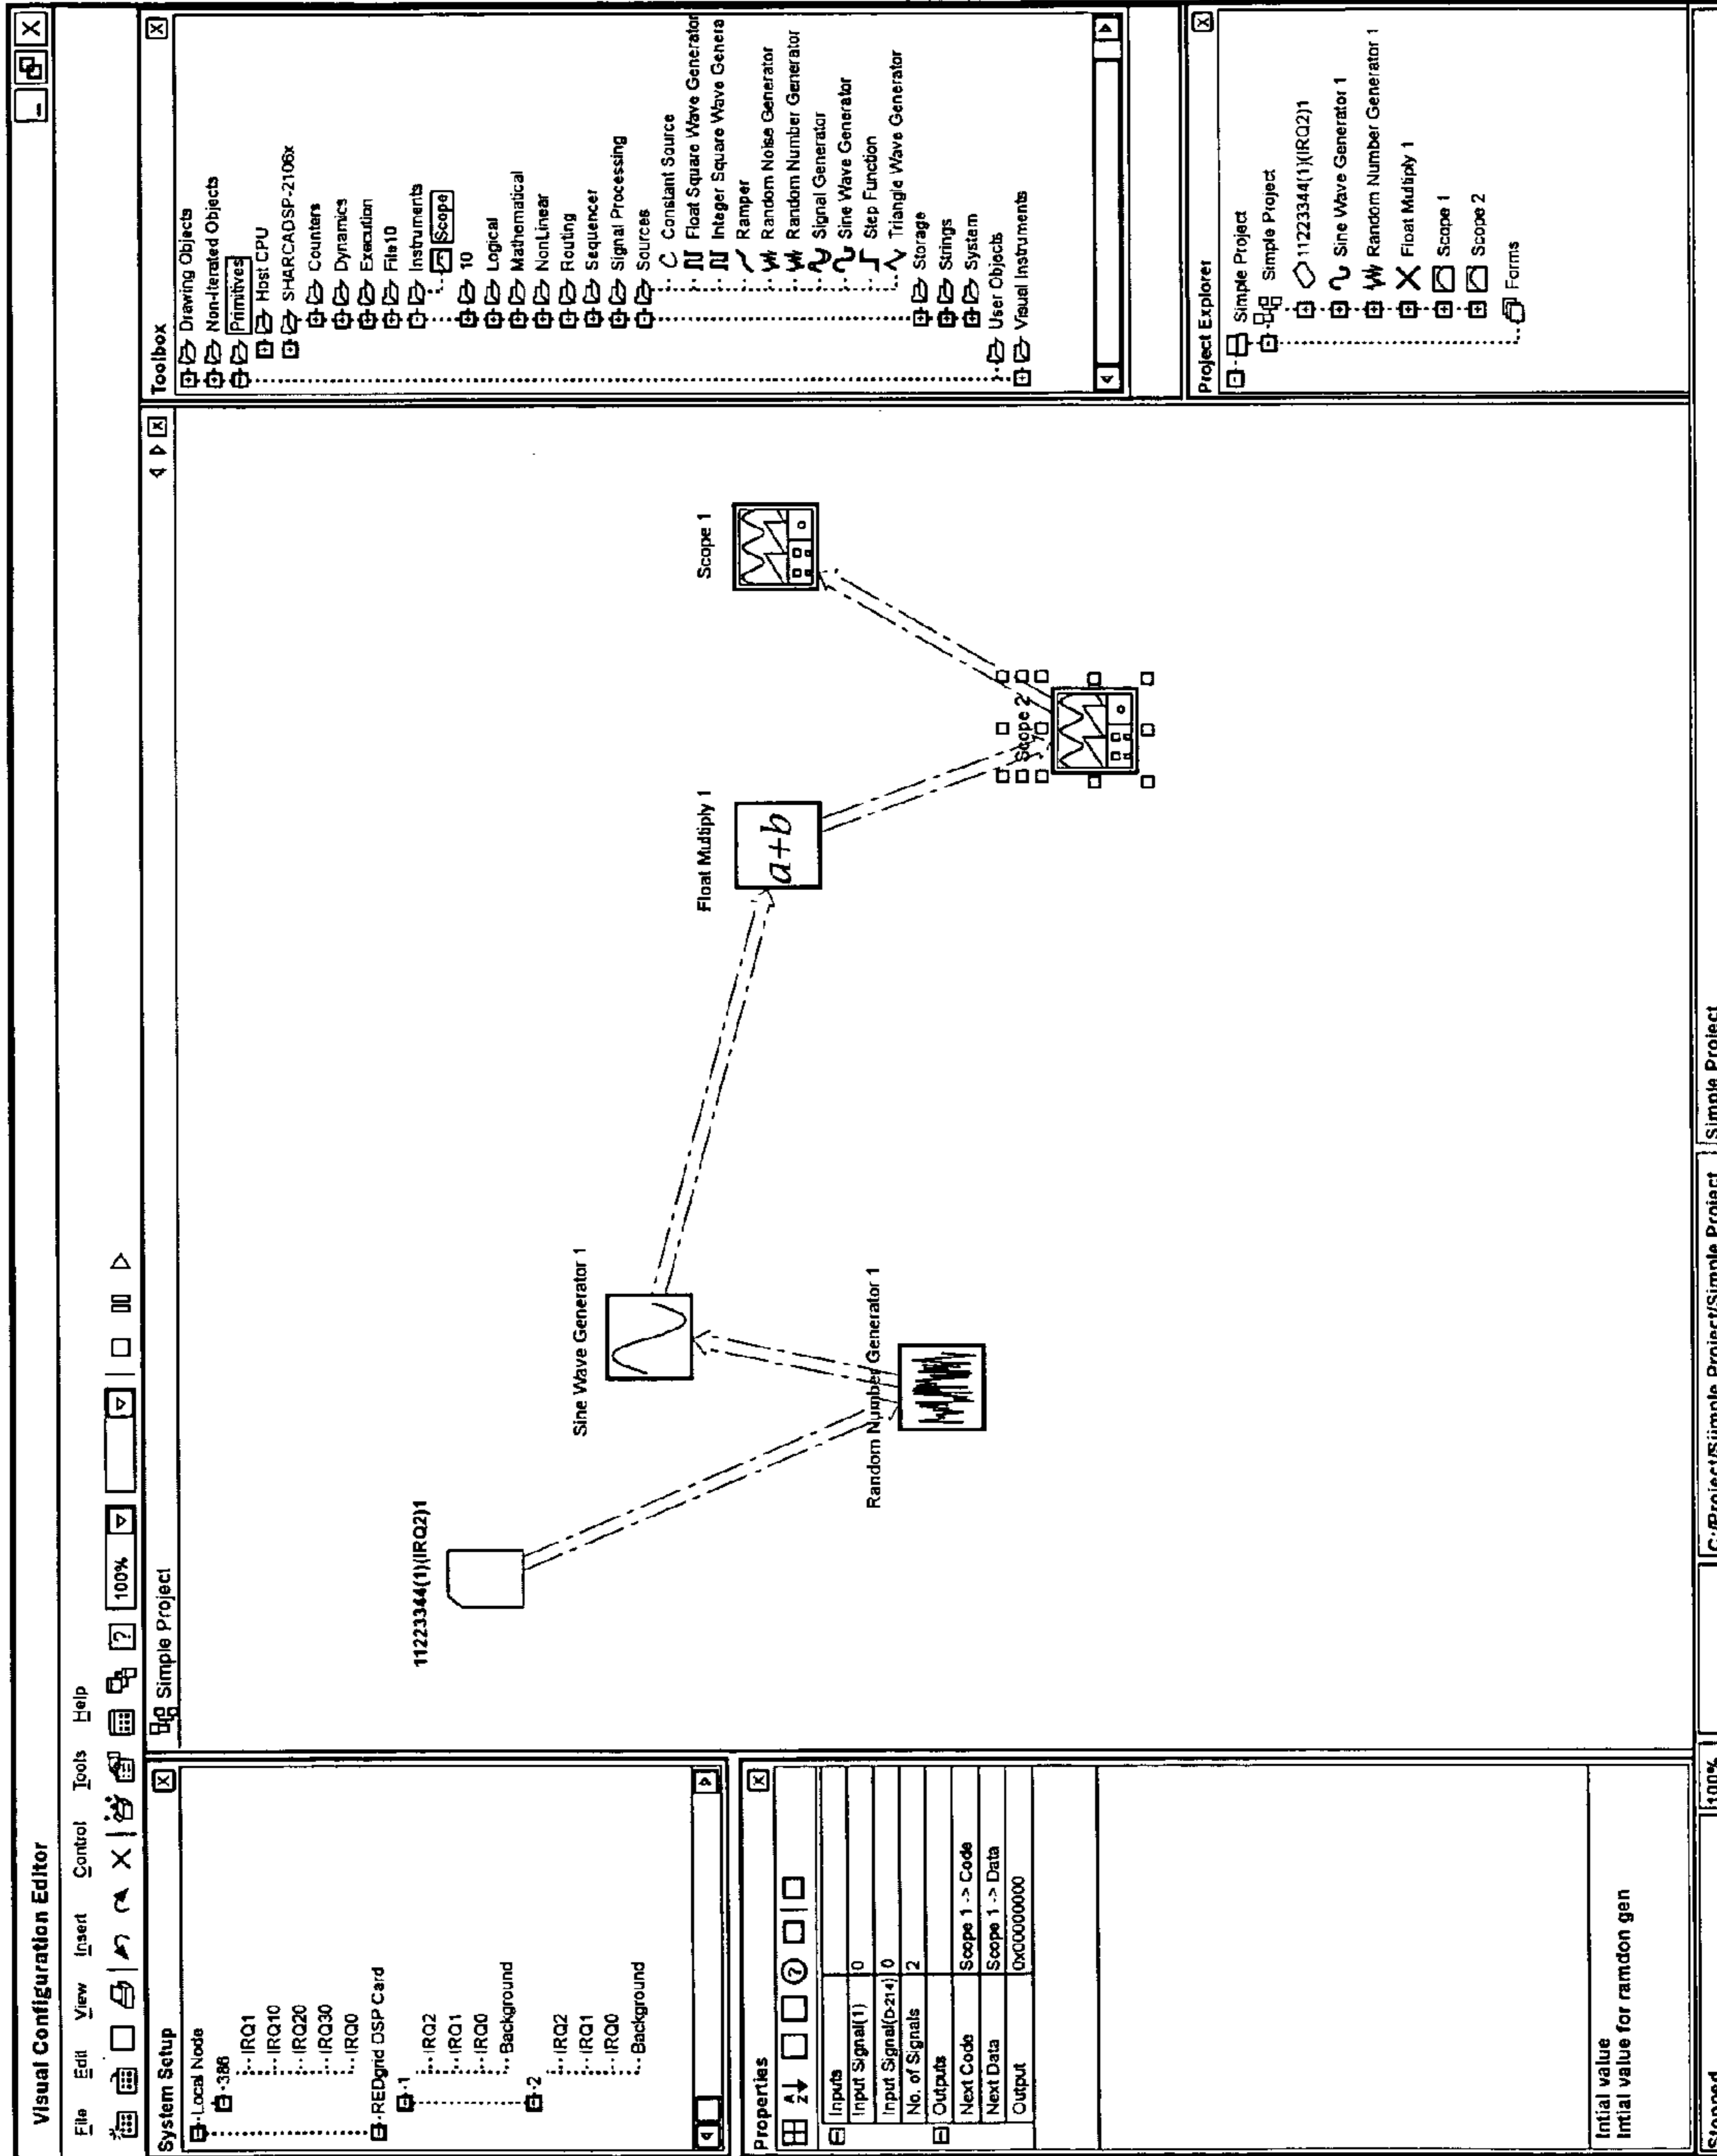 Visual Configuration Editor
File Edit View Insert Control Tools Help
100%
System Setup
Local Node
386
IRQ1
IRQ10
IRQ20
IRQ30
IRQ0
REDgrid DSP Card
1
IRQ2
IRQ1
IRQ0
Background
2
IRQ2
IRQ1
IRQ0
Background
Properties
Inputs
Input Signal(1) 0
Input Signal(0-214) 0
No. of Signals 2
Outputs
Next Code Scope 1 -> Code
Next Data Scope 1 -> Data
Output 0x00000000
Intial value
Intial value for ramdon gen
Simple Project
11223344(1)(IRQ2)1
Sine Wave Generator 1
Random Number Generator 1
Float Multiply 1
a+b
Scope 2
Scope 1
Toolbox
Drawing Objects
Non-Iterated Objects
Primitives
Host CPU
SHARCADSP-2106x
Counters
Dynamics
Execution
File10
Instruments
Scope
10
Logical
Mathematical
NonLinear
Routing
Sequencer
Signal Processing
Sources
C Constant Source
Float Square Wave Generator
Integer Square Wave Genera
Ramper
Random Noise Generator
Random Number Generator
Signal Generator
Sine Wave Generator
Step Function
Triangle Wave Generator
Storage
Strings
System
User Objects
Visual Instruments
Project Explorer
Simple Project
Simple Project
11223344(1)(IRQ2)1
Sine Wave Generator 1
Random Number Generator 1
Float Multiply 1
Scope 1
Scope 2
Forms
Stopped
100%
C:/Project/Siimple Project/Simple Project
Simple Project